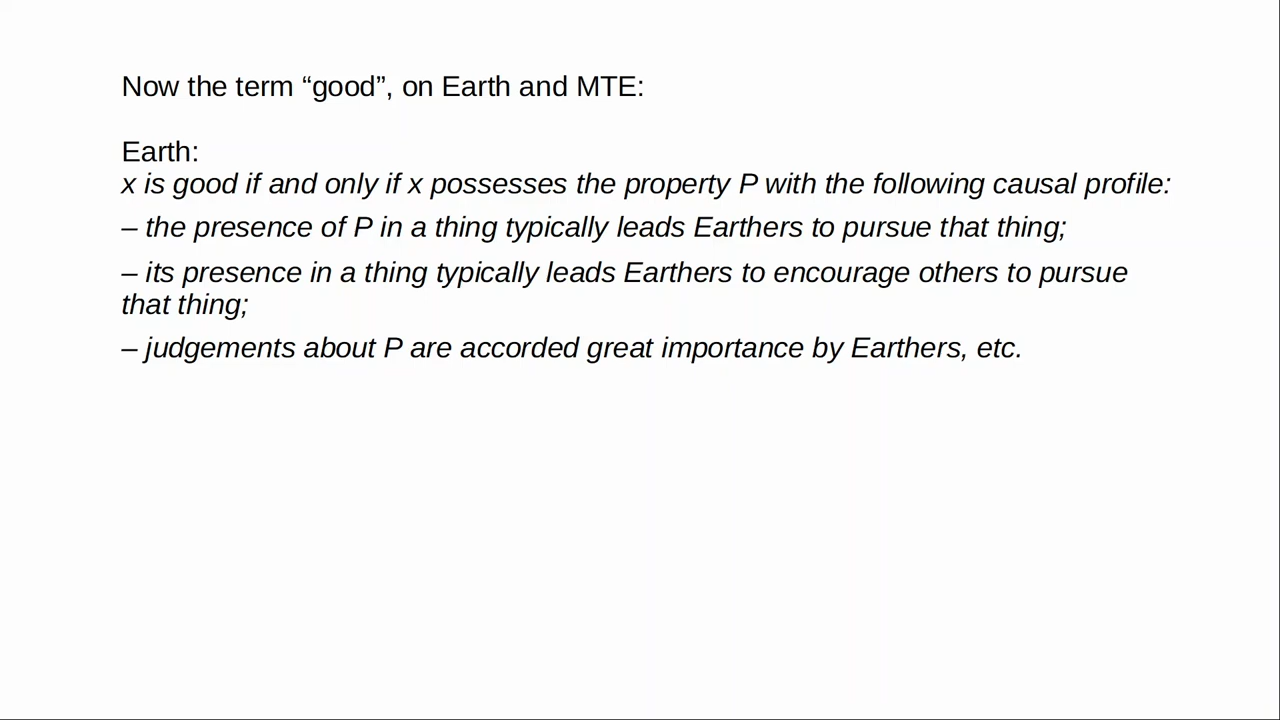 Now the term “good”, on Earth and MTE:
Earth:
x is good if and only if x possesses the property P with the following causal profile:
– the presence of P in a thing typically leads Earthers to pursue that thing;
– its presence in a thing typically leads Earthers to encourage others to pursue
that thing;
– judgements about P are accorded great importance by Earthers, etc.